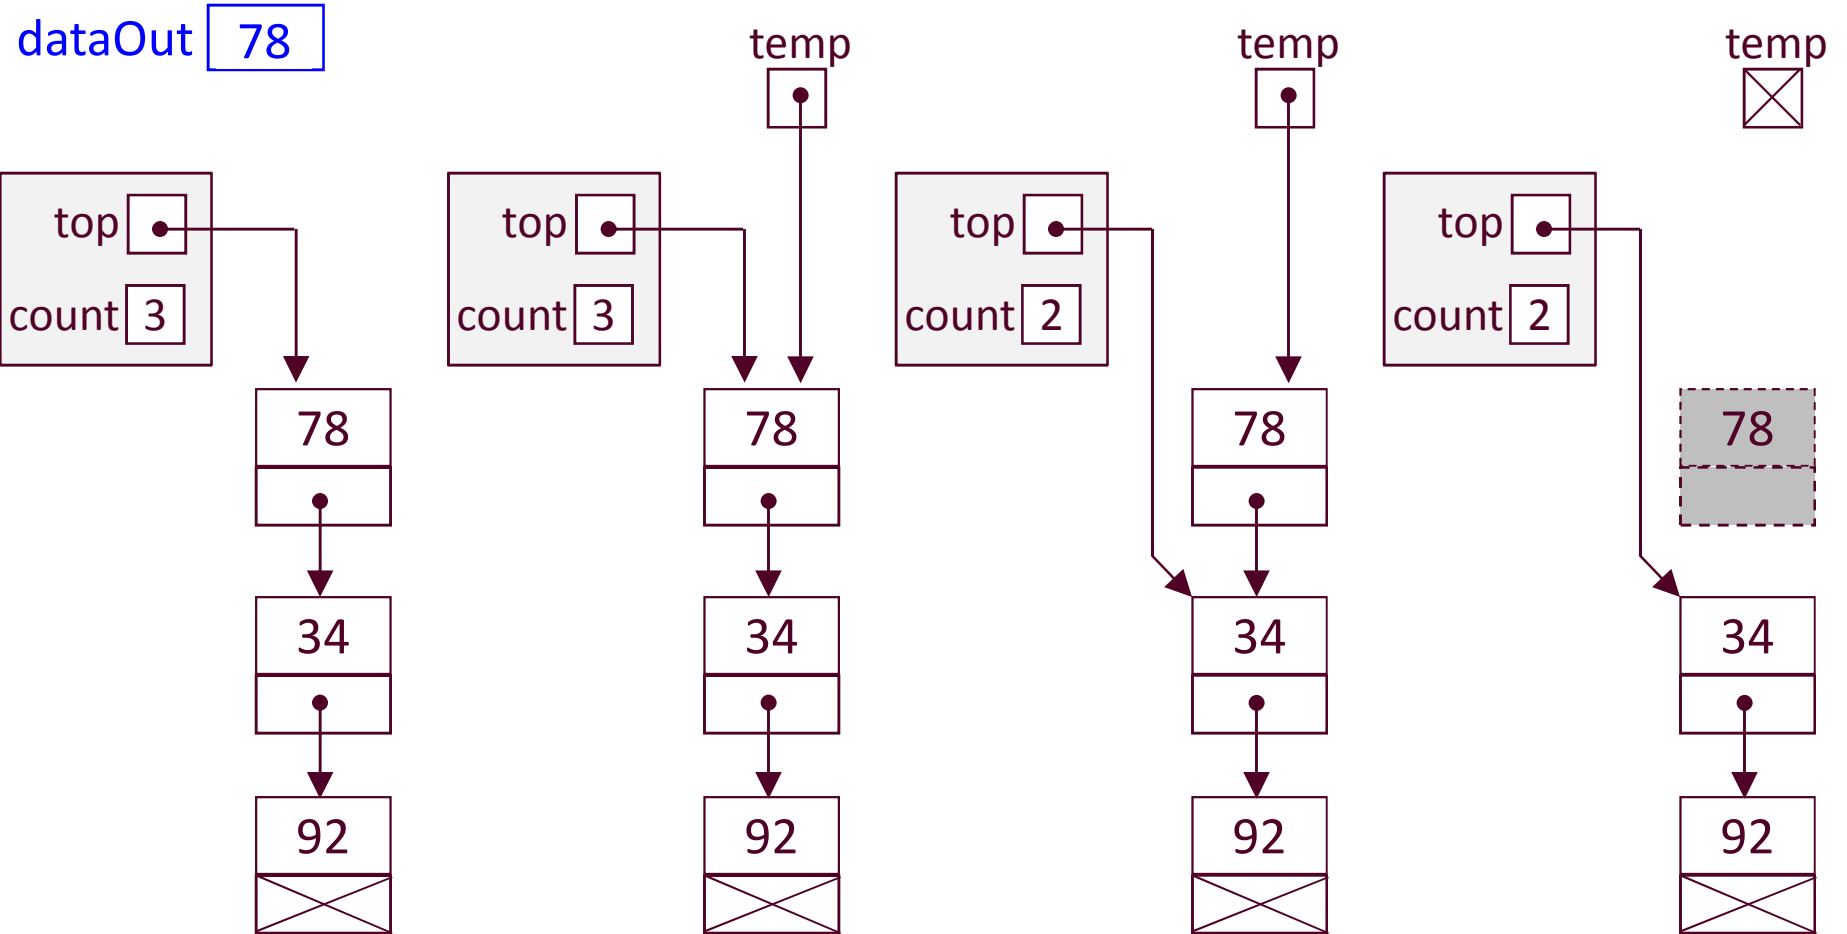 dataOut 78
temp temp temp
top top top top
count 3 count 3 count 2 count 2
78 78 78 78
34 34 34 34
92 92 92 92